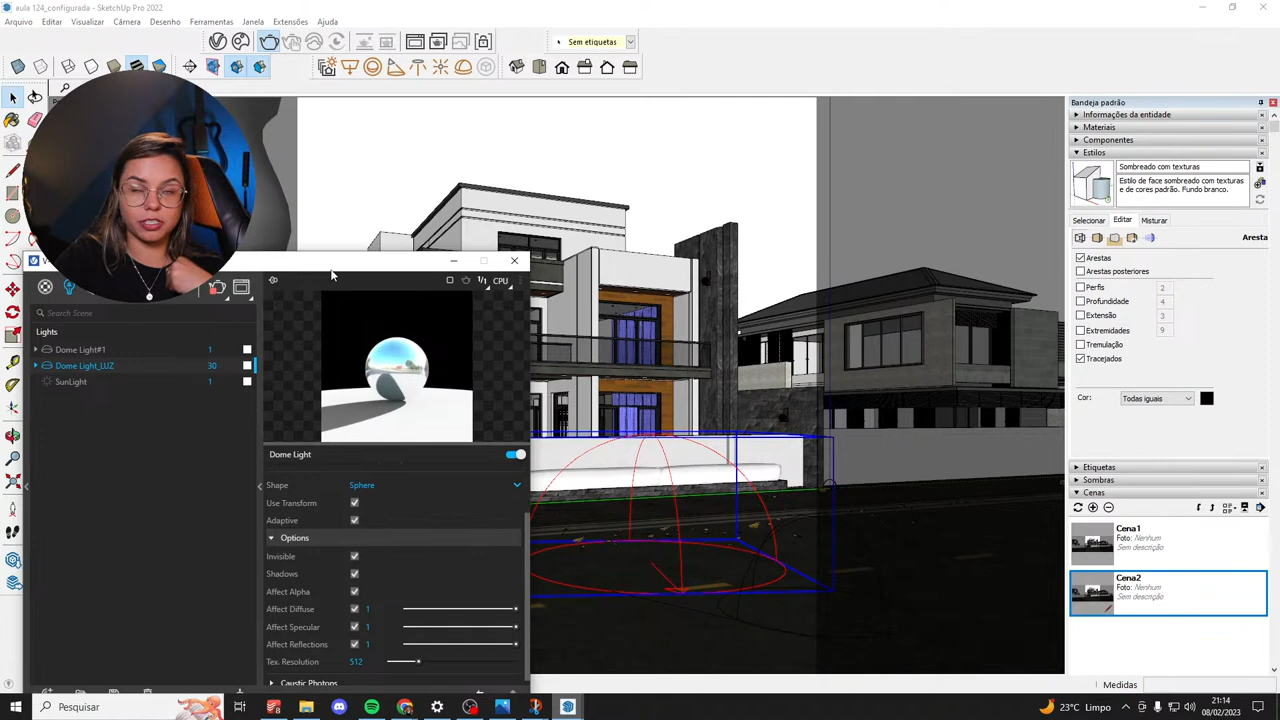 aula 124_configurada - SketchUp Pro 2022
Arquivo Editar Visualizar Câmera Desenho Ferramentas Janela Extensões Ajuda
Sem etiquetas
Bandeja padrão
Informações da entidade
Materiais
Componentes
Estilos
Sombreado com texturas
Estilo de face sombreado com texturas
e de cores padrão. Fundo branco.
Selecionar Editar Misturar
Aresta
Arestas
Arestas posteriores
Perfis 2
Profundidade 4
Extensão 3
Extremidades 9
Tremulação
Tracejados
Cor: Todas iguais
Etiquetas
Sombras
Cenas
Cena1
Foto: Nenhum
Sem descrição
Cena2
Foto: Nenhum
Sem descrição
Medidas
1/1 CPU
Search Scene
Lights
Dome Light#1 1
Dome Light_LUZ 30
SunLight 1
Dome Light
Shape Sphere
Use Transform
Adaptive
Options
Invisible
Shadows
Affect Alpha
Affect Diffuse 1
Affect Specular 1
Affect Reflections 1
Tex. Resolution 512
Caustic Photons
Pesquisar
23°C Limpo
21:14
08/02/2023